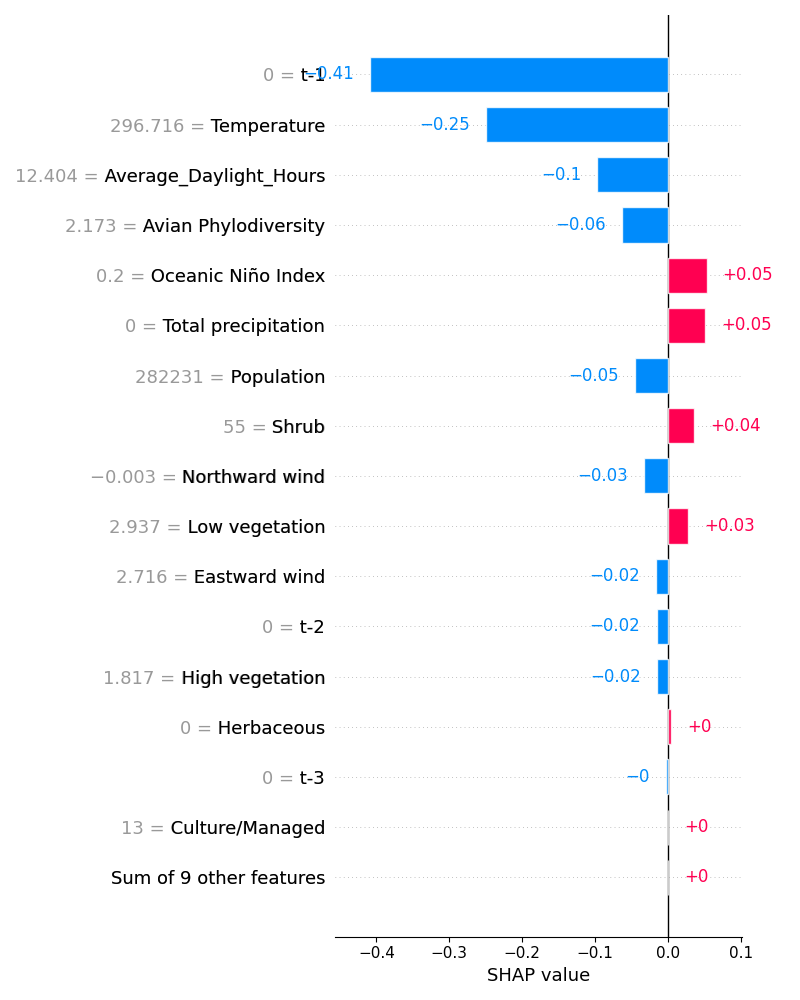 0 = t-1 −0.41
296.716 = Temperature −0.25
12.404 = Average_Daylight_Hours −0.1
2.173 = Avian Phylodiversity −0.06
0.2 = Oceanic Niño Index +0.05
0 = Total precipitation +0.05
282231 = Population −0.05
55 = Shrub +0.04
−0.003 = Northward wind −0.03
2.937 = Low vegetation +0.03
2.716 = Eastward wind −0.02
0 = t-2 −0.02
1.817 = High vegetation −0.02
0 = Herbaceous +0
0 = t-3 −0
13 = Culture/Managed +0
Sum of 9 other features +0
−0.4 −0.3 −0.2 −0.1 0.0 0.1
SHAP value